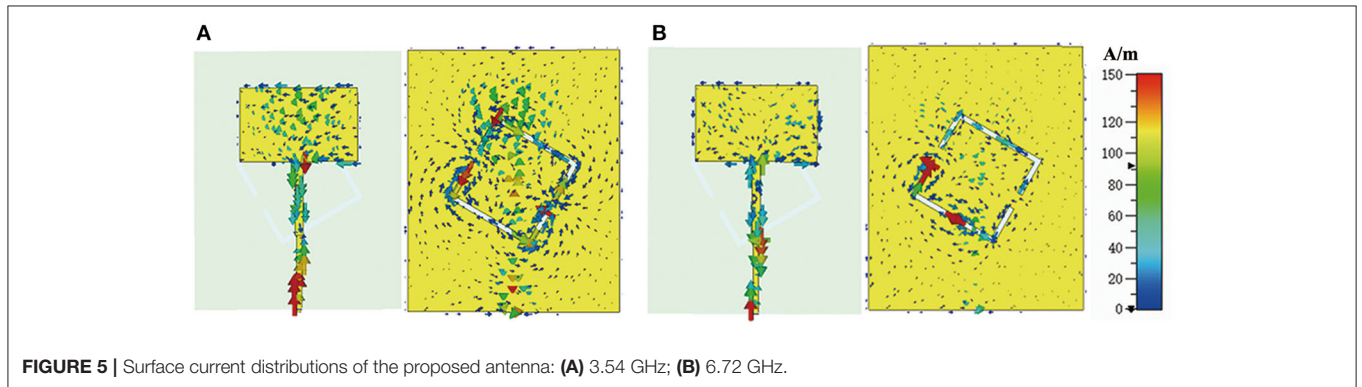 A
B
A/m
150
120
100
80
60
40
20
0
FIGURE 5 | Surface current distributions of the proposed antenna: (A) 3.54 GHz; (B) 6.72 GHz.